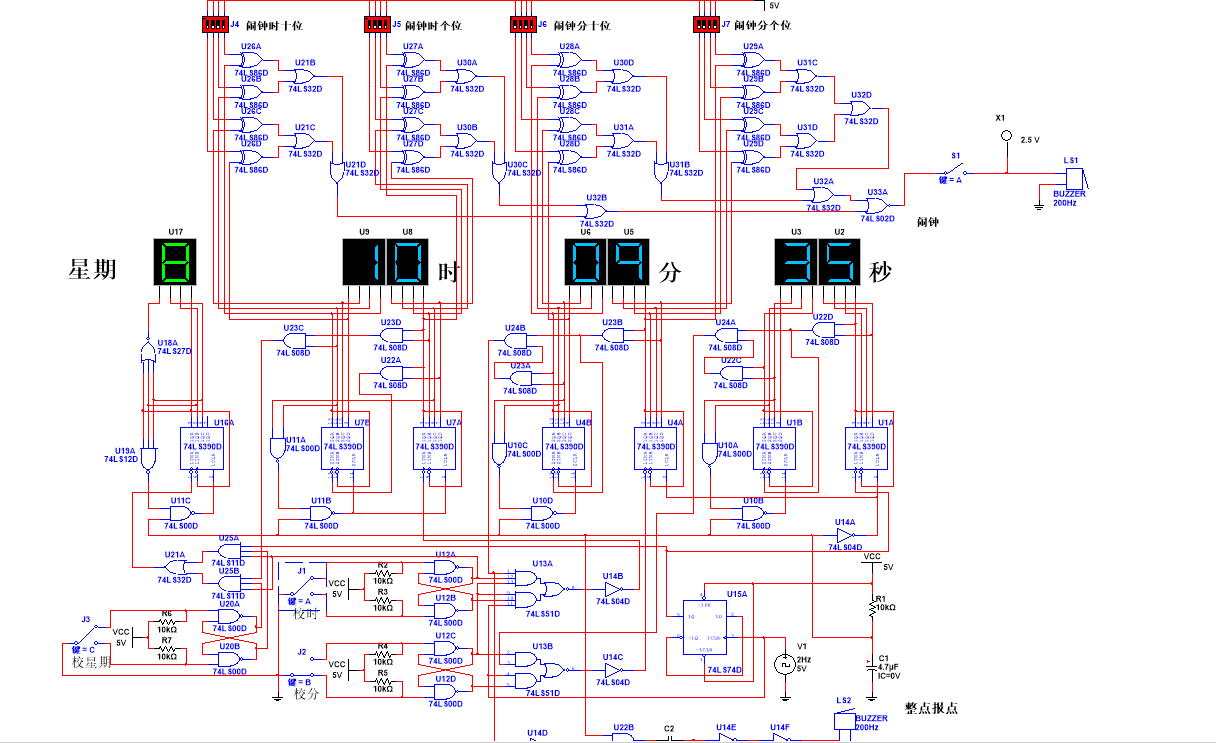 5V
J4 闹钟时十位
J5 闹钟时个位
J6 闹钟分十位
J7 闹钟分个位
U26A
74LS86D
U26B
74LS86D
U26C
74LS86D
U26D
74LS86D
U21B
74LS32D
U21C
74LS32D
U21D
74LS32D
U27A
74LS86D
U27B
74LS86D
U27C
74LS86D
U27D
74LS86D
U30A
74LS32D
U30B
74LS32D
U30C
74LS32D
U28A
74LS86D
U28B
74LS86D
U28C
74LS86D
U28D
74LS86D
U30D
74LS32D
U31A
74LS32D
U31B
74LS32D
U29A
74LS86D
U29B
74LS86D
U29C
74LS86D
U29D
74LS86D
U31C
74LS32D
U31D
74LS32D
U32D
74LS32D
U32A
74LS32D
U32B
74LS32D
U33A
74LS02D
S1
键 = A
X1
2.5 V
LS1
BUZZER
200Hz
闹钟
U17
U9
U8
U6
U5
U3
U2
星期
8
10
时
09
分
35
秒
U18A
74LS27D
U23C
74LS08D
U23D
74LS08D
U22A
74LS08D
U24B
74LS08D
U23B
74LS08D
U23A
74LS08D
U24A
74LS08D
U22D
74LS08D
U22C
74LS08D
U16A
74LS390D
U7B
74LS390D
U7A
74LS390D
U4B
74LS390D
U4A
74LS390D
U1B
74LS390D
U1A
74LS390D
U19A
74LS12D
U11A
74LS00D
U10C
74LS00D
U10A
74LS00D
U11C
74LS00D
U11B
74LS00D
U10D
74LS00D
U10B
74LS00D
U14A
74LS04D
U25A
74LS11D
U21A
74LS32D
U25B
74LS11D
U20A
74LS00D
U20B
74LS00D
J3
键 = C
校星期
VCC
5V
R6
10kΩ
R7
10kΩ
J1
键 = A
校时
VCC
5V
R2
10kΩ
R3
10kΩ
U12A
74LS00D
U12B
74LS00D
J2
键 = B
校分
VCC
5V
R4
10kΩ
R5
10kΩ
U12C
74LS00D
U12D
74LS00D
U13A
74LS51D
U13B
74LS51D
U14B
74LS04D
U14C
74LS04D
U15A
~1PR
1Q
1D
~1Q
1CLK
~1CLR
74LS74D
VCC
5V
R1
10kΩ
V1
2Hz
5V
C1
4.7µF
IC=0V
LS2
BUZZER
200Hz
整点报点
U14D
U22B
C2
U14E
U14F